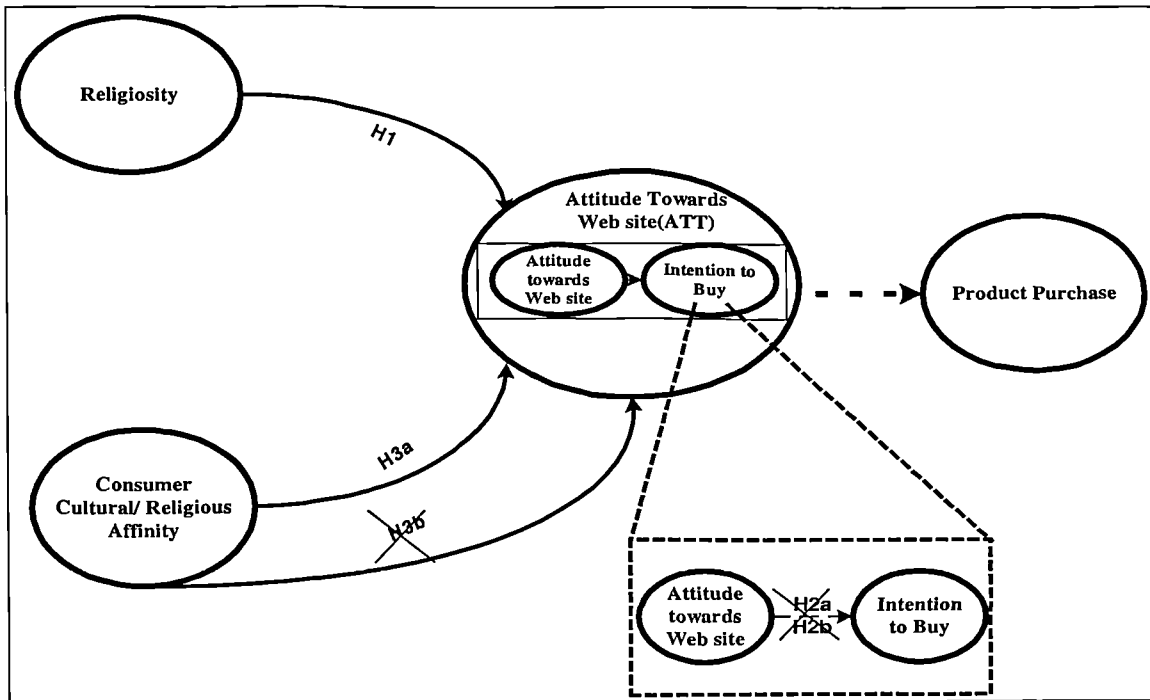 Religiosity
H1
Attitude Towards
Web site(ATT)
Attitude
towards
Web site
Intention to
Buy
Product Purchase
H3a
Consumer
Cultural/ Religious
Affinity
H3b
Attitude
towards
Web site
H2a
H2b
Intention
to Buy